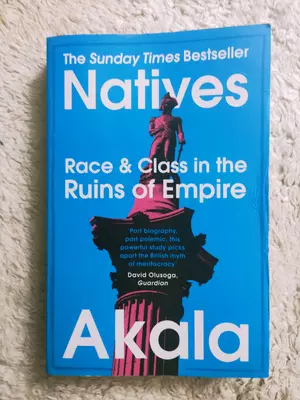 The Sunday Times Bestseller
Natives
Race & Class in the
Ruins of Empire
'Part biography,
part polemic, this
powerful study picks
apart the British myth
of meritocracy'
David Olusoga,
Guardian
Akala